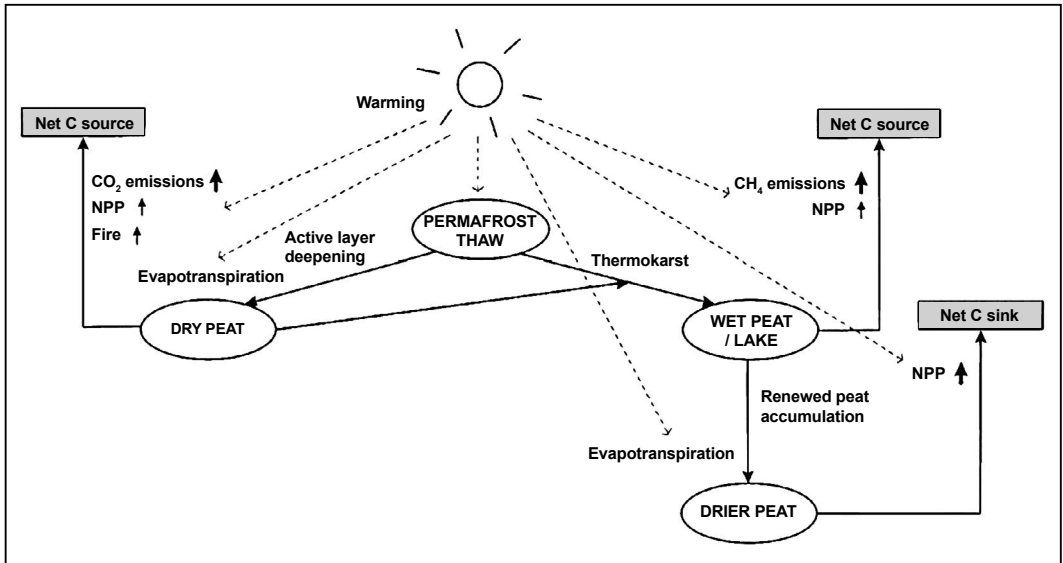 Warming
Net C source
Net C source
CO₂ emissions
NPP
Fire
CH₄ emissions
NPP
PERMAFROST
THAW
Active layer
deepening
Evapotranspiration
Thermokarst
DRY PEAT
WET PEAT
/ LAKE
Net C sink
NPP
Renewed peat
accumulation
Evapotranspiration
DRIER PEAT